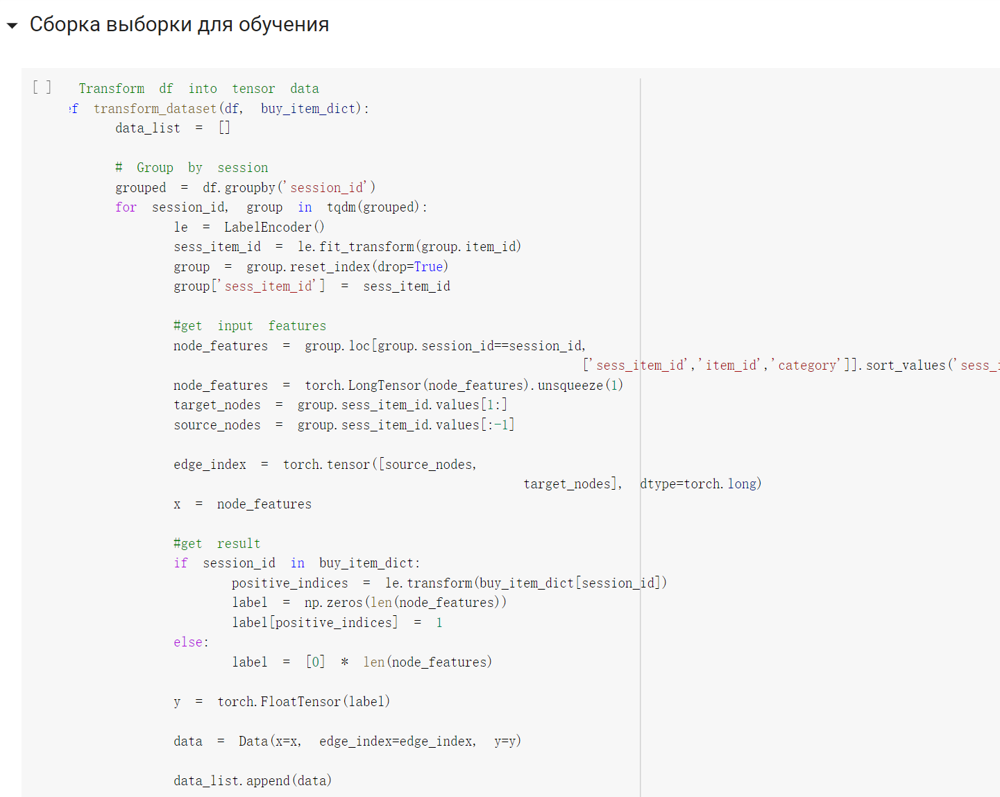 Сборка выборки для обучения
[ ] Transform df into tensor data
ef transform_dataset(df, buy_item_dict):
data_list = []
# Group by session
grouped = df.groupby('session_id')
for session_id, group in tqdm(grouped):
le = LabelEncoder()
sess_item_id = le.fit_transform(group.item_id)
group = group.reset_index(drop=True)
group['sess_item_id'] = sess_item_id
#get input features
node_features = group.loc[group.session_id==session_id,
['sess_item_id','item_id','category']].sort_values('sess_
node_features = torch.LongTensor(node_features).unsqueeze(1)
target_nodes = group.sess_item_id.values[1:]
source_nodes = group.sess_item_id.values[:-1]
edge_index = torch.tensor([source_nodes,
target_nodes], dtype=torch.long)
x = node_features
#get result
if session_id in buy_item_dict:
positive_indices = le.transform(buy_item_dict[session_id])
label = np.zeros(len(node_features))
label[positive_indices] = 1
else:
label = [0] * len(node_features)
y = torch.FloatTensor(label)
data = Data(x=x, edge_index=edge_index, y=y)
data_list.append(data)